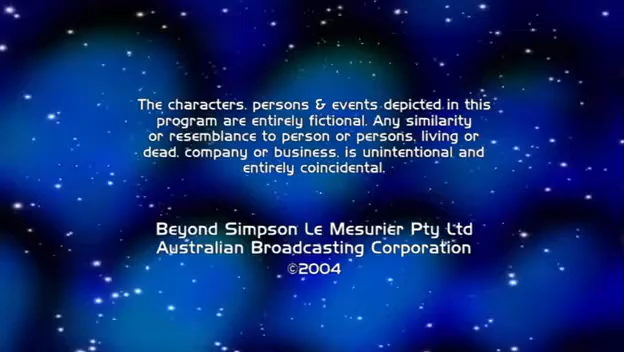 The characters, persons & events depicted in this
program are entirely fictional. Any similarity
or resemblance to person or persons, living or
dead, company or business, is unintentional and
entirely coincidental.
Beyond Simpson Le Mesurier Pty Ltd
Australian Broadcasting Corporation
©2004